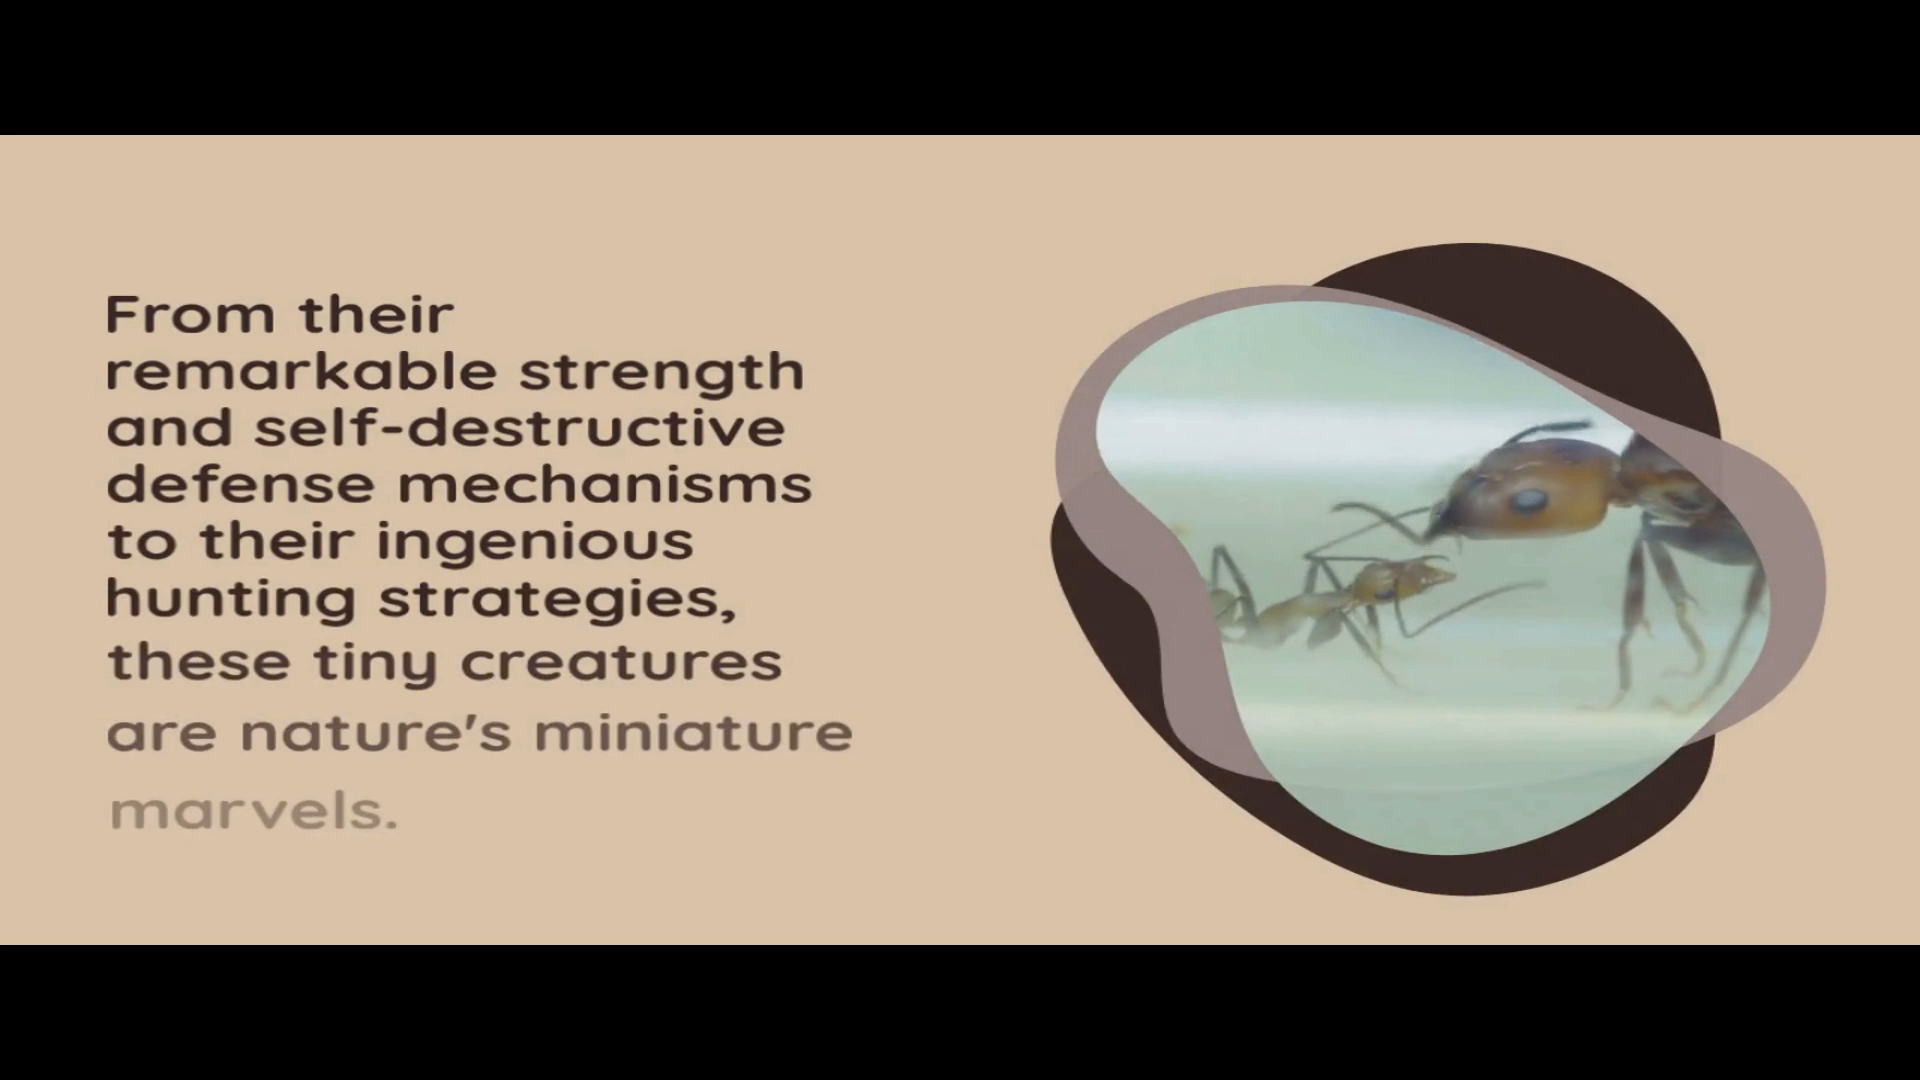 From their
remarkable strength
and self-destructive
defense mechanisms
to their ingenious
hunting strategies,
these tiny creatures
are nature's miniature
marvels.